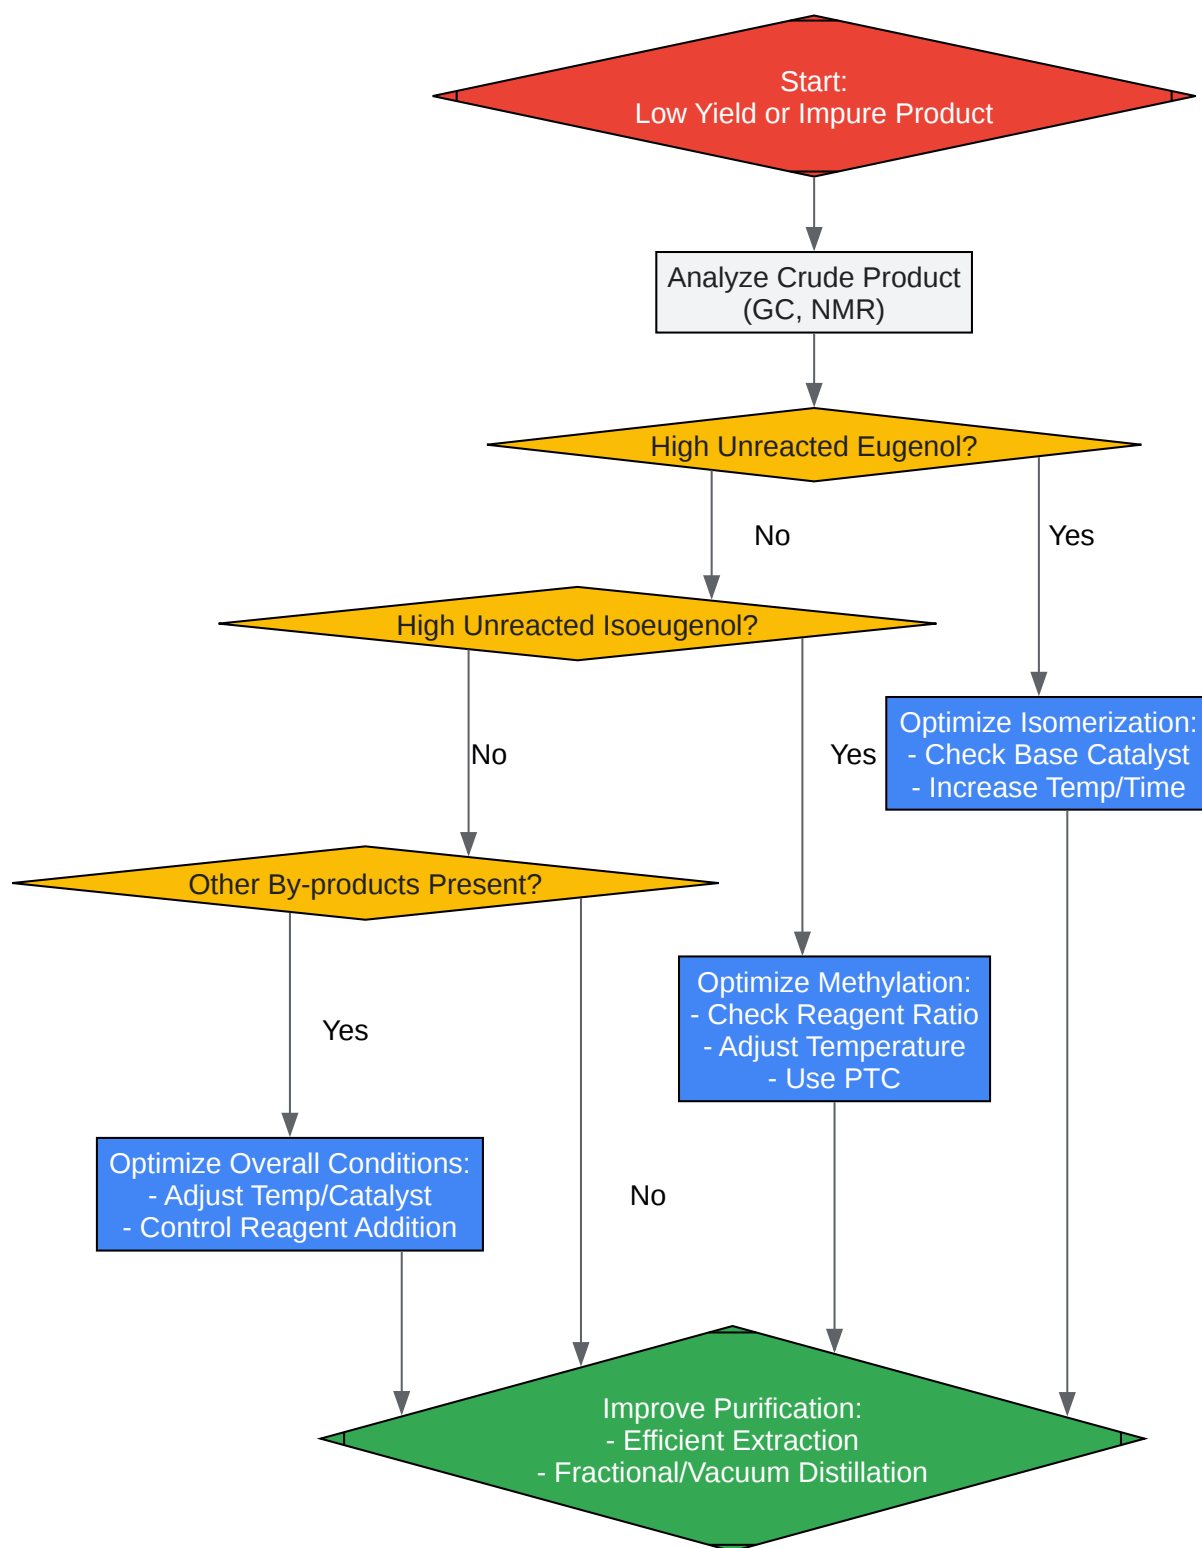 Start:
Low Yield or Impure Product
Analyze Crude Product
(GC, NMR)
High Unreacted Eugenol?
No
Yes
High Unreacted Isoeugenol?
Optimize Isomerization:
- Check Base Catalyst
- Increase Temp/Time
No
Yes
Other By-products Present?
Optimize Methylation:
- Check Reagent Ratio
- Adjust Temperature
- Use PTC
Yes
No
Optimize Overall Conditions:
- Adjust Temp/Catalyst
- Control Reagent Addition
Improve Purification:
- Efficient Extraction
- Fractional/Vacuum Distillation